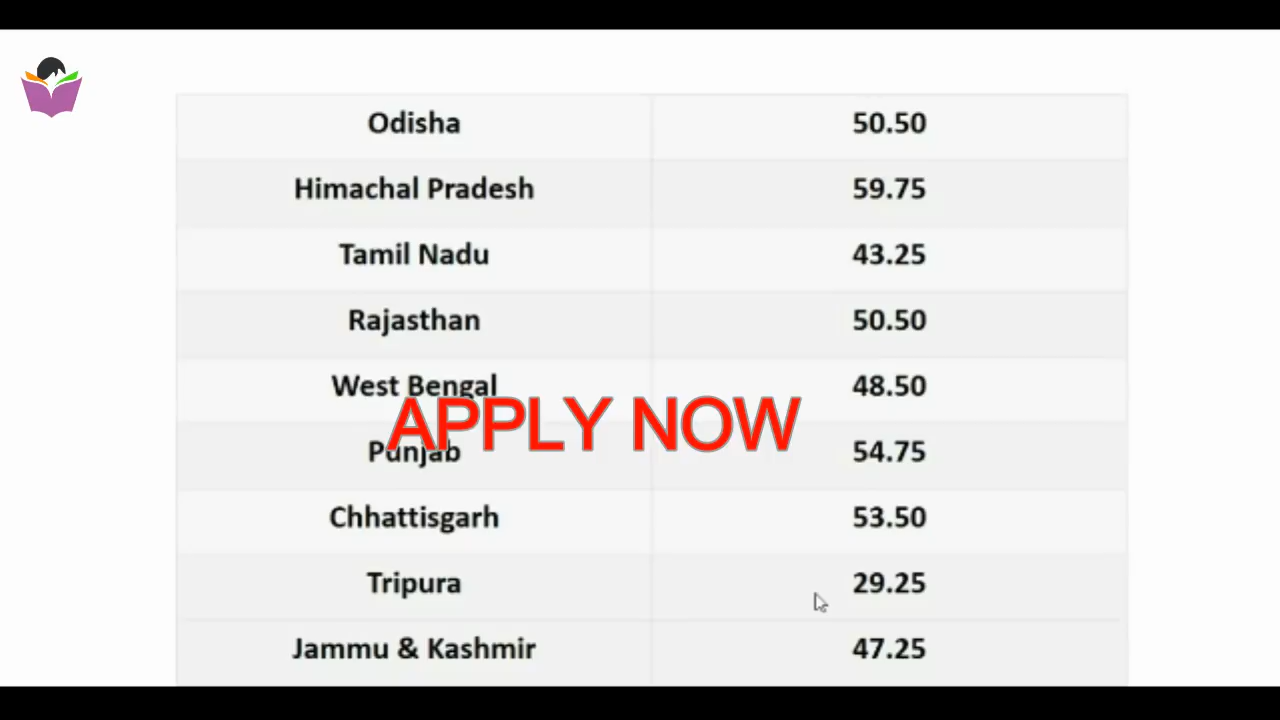 Odisha 50.50
Himachal Pradesh 59.75
Tamil Nadu 43.25
Rajasthan 50.50
West Bengal 48.50
APPLY NOW
Punjab 54.75
Chhattisgarh 53.50
Tripura 29.25
Jammu & Kashmir 47.25